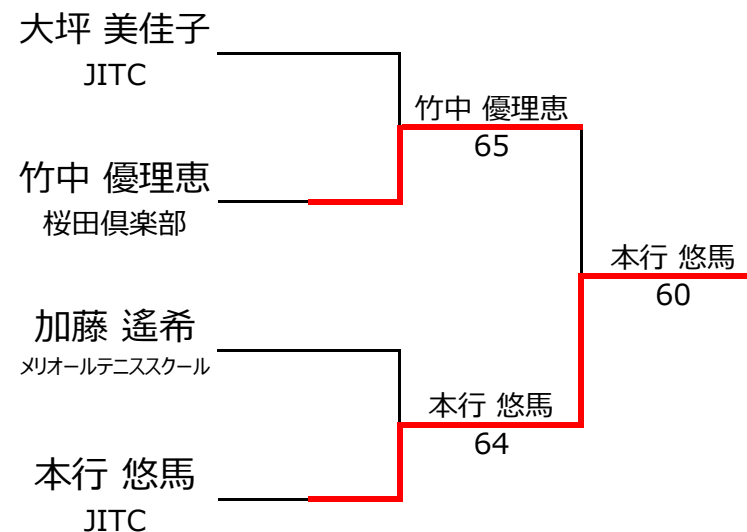 大坪 美佳子
JITC
竹中 優理恵
65
竹中 優理恵
桜田倶楽部
本行 悠馬
60
加藤 遙希
メリオールテニススクール
本行 悠馬
64
本行 悠馬
JITC